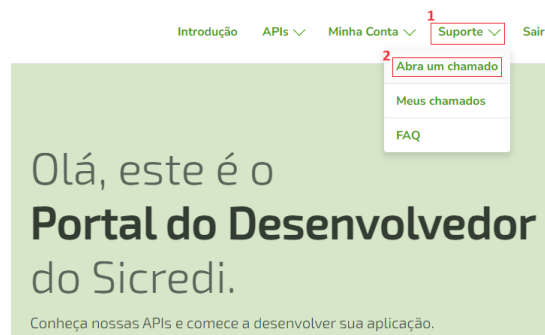 1
Introdução APIs Minha Conta Suporte Sair
2
Abra um chamado
Meus chamados
FAQ
Olá, este é o
Portal do Desenvolvedor
do Sicredi.
Conheça nossas APIs e comece a desenvolver sua aplicação.